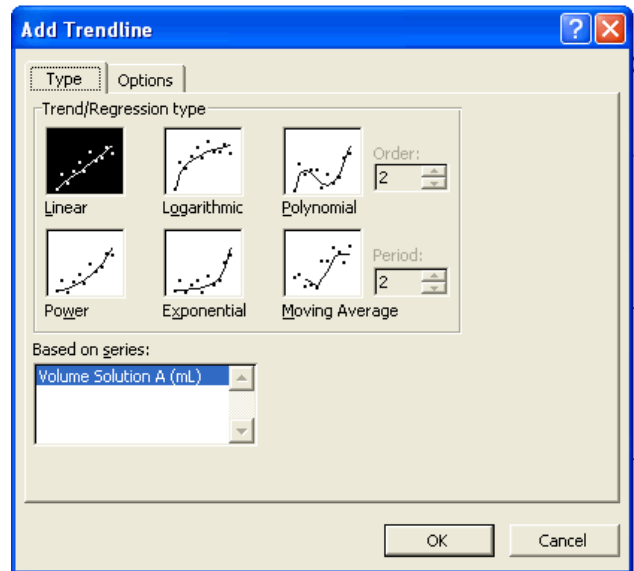 Add Trendline
Type Options
Trend/Regression type
Linear Logarithmic Polynomial
Order:
2
Power Exponential Moving Average
Period:
2
Based on series:
Volume Solution A (mL)
OK Cancel